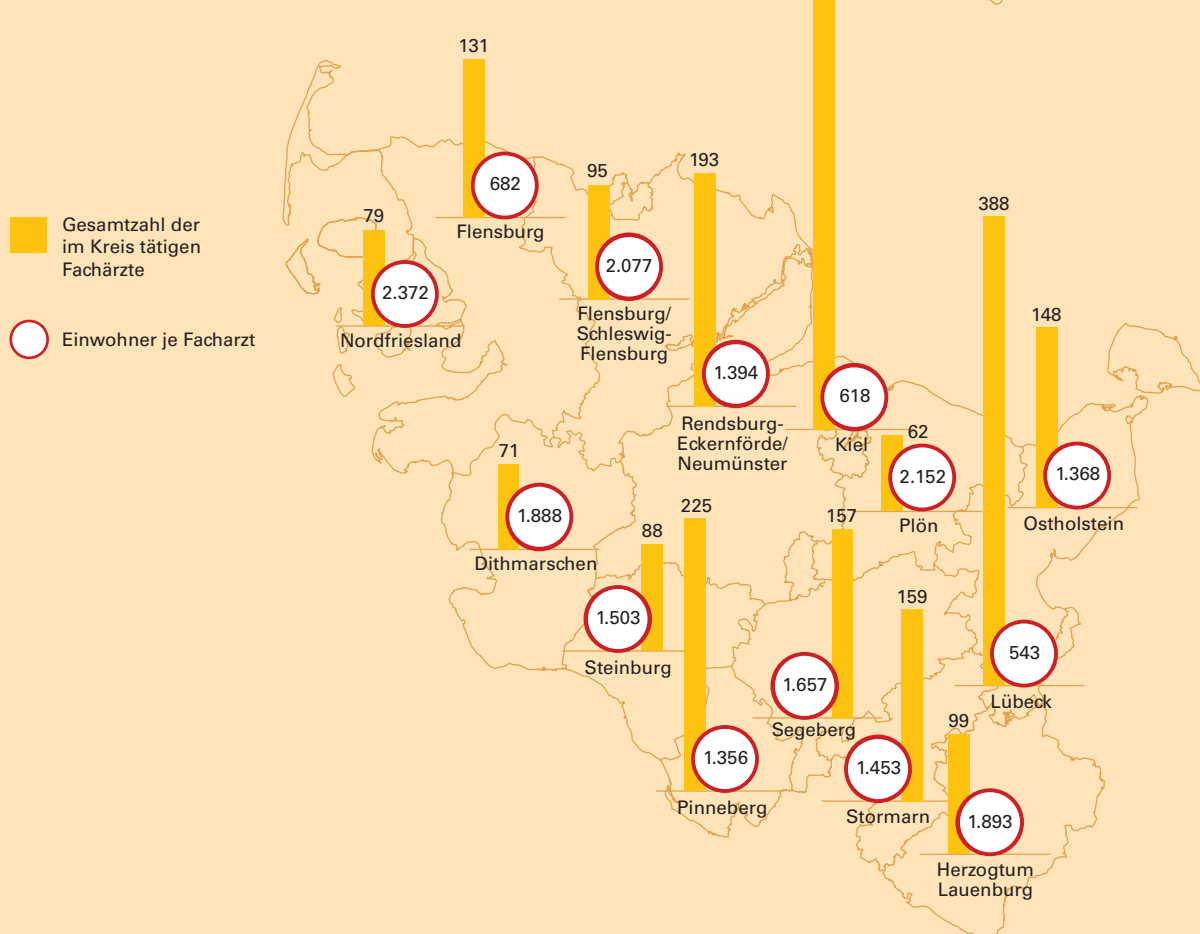 Gesamtzahl der
im Kreis tätigen
Fachärzte
Einwohner je Facharzt
131
682
Flensburg
79
2.372
Nordfriesland
95
2.077
Flensburg/
Schleswig-
Flensburg
193
1.394
Rendsburg-
Eckernförde/
Neumünster
618
Kiel
62
2.152
Plön
388
543
Lübeck
148
1.368
Ostholstein
71
1.888
Dithmarschen
88
1.503
Steinburg
225
1.356
Pinneberg
157
1.657
Segeberg
159
1.453
Stormarn
99
1.893
Herzogtum
Lauenburg